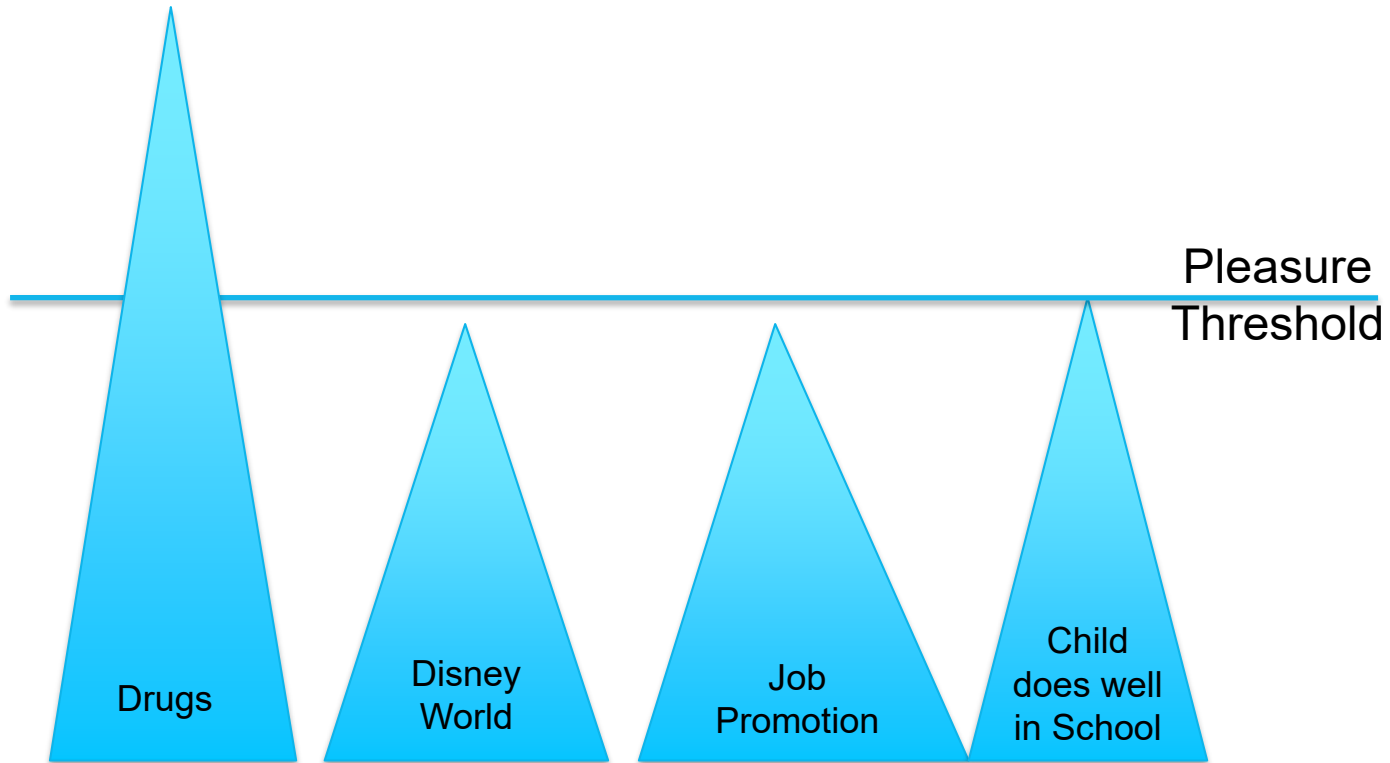 Pleasure
Threshold
Drugs
Disney
World
Job
Promotion
Child
does well
in School